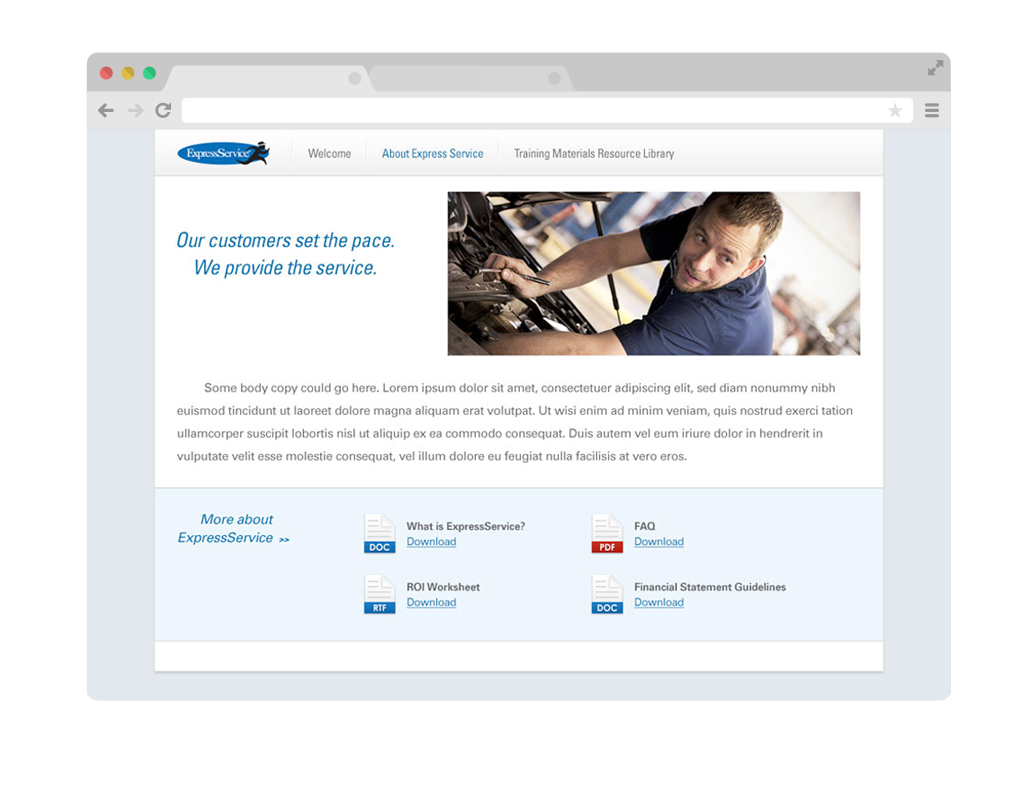 ExpressService
Welcome
About Express Service
Training Materials Resource Library
Our customers set the pace.
We provide the service.
Some body copy could go here. Lorem ipsum dolor sit amet, consectetuer adipiscing elit, sed diam nonummy nibh
euismod tincidunt ut laoreet dolore magna aliquam erat volutpat. Ut wisi enim ad minim veniam, quis nostrud exerci tation
ullamcorper suscipit lobortis nisl ut aliquip ex ea commodo consequat. Duis autem vel eum iriure dolor in hendrerit in
vulputate velit esse molestie consequat, vel illum dolore eu feugiat nulla facilisis at vero eros.
More about
ExpressService >>
DOC
What is ExpressService?
Download
PDF
FAQ
Download
RTF
ROI Worksheet
Download
DOC
Financial Statement Guidelines
Download